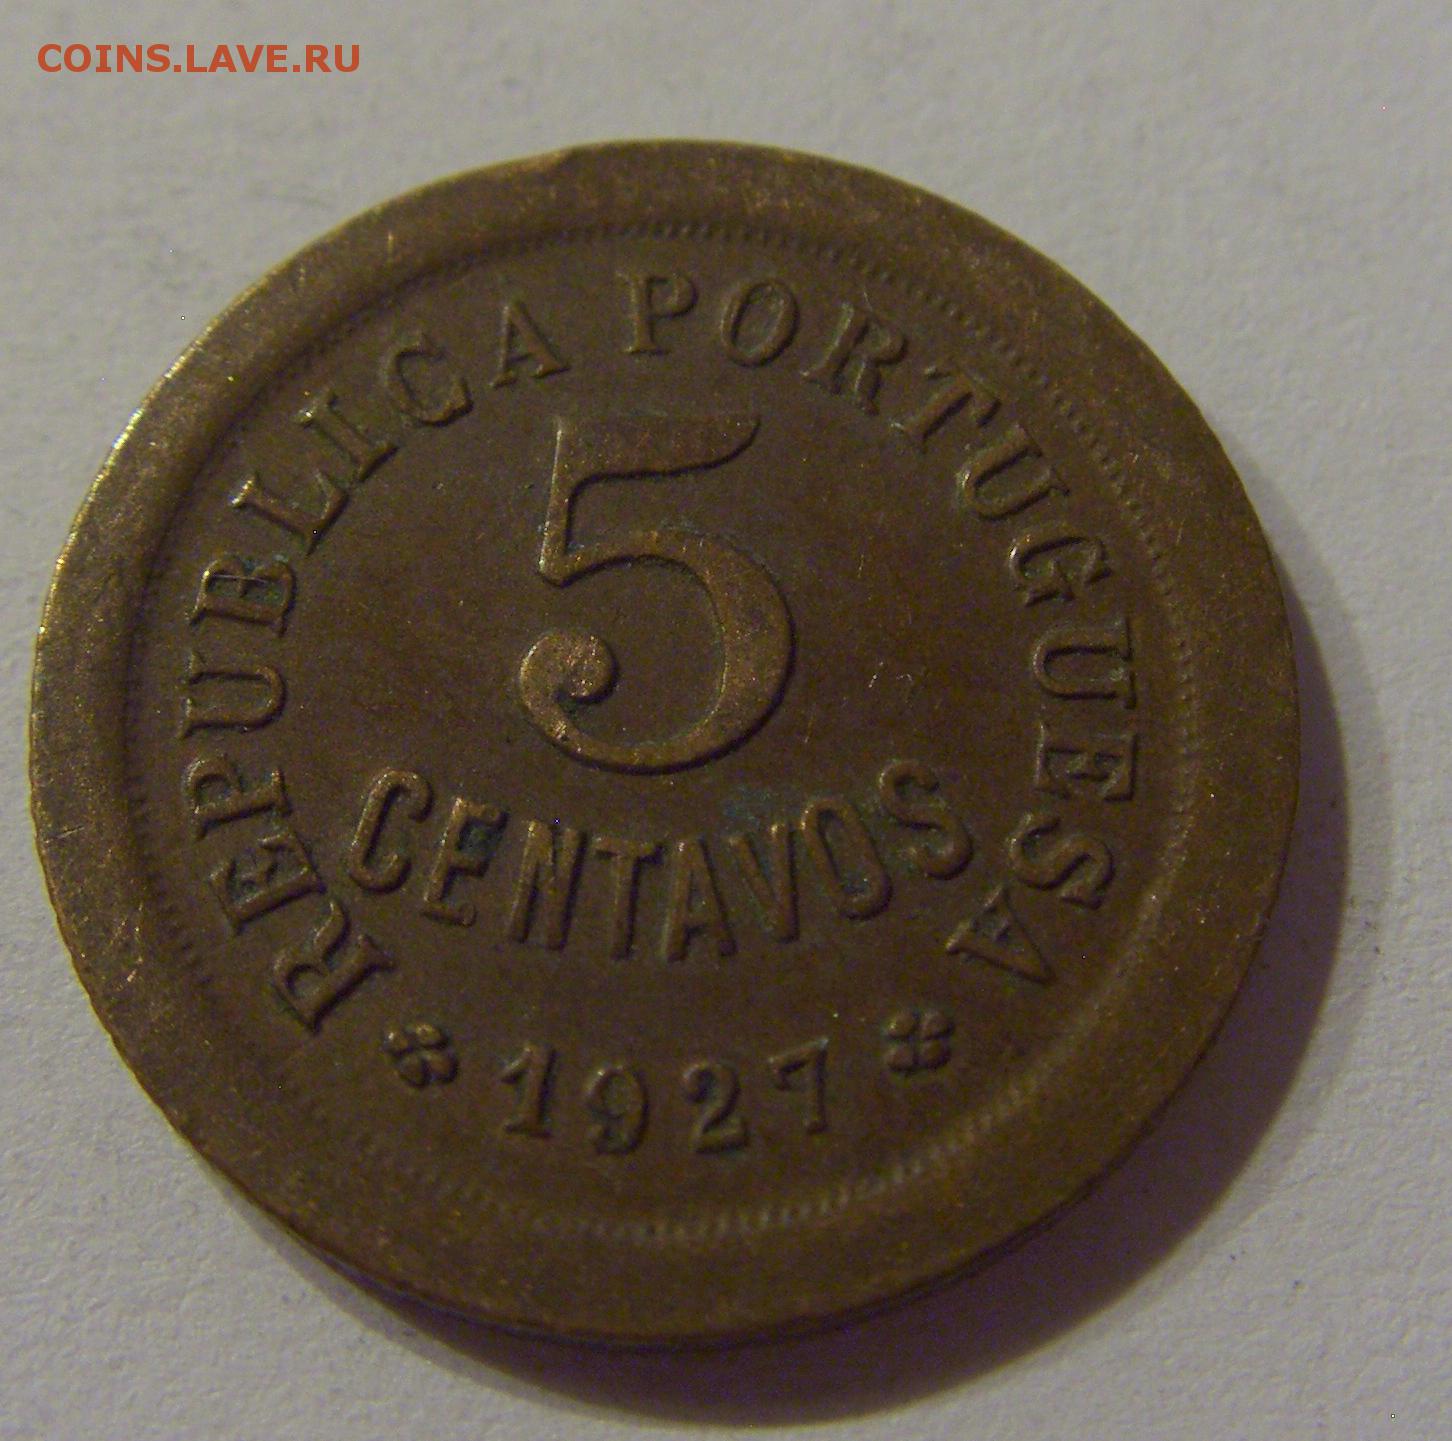 COINS.LAVE.RU
REPUBLICA PORTUGUESA
5
CENTAVOS
1927